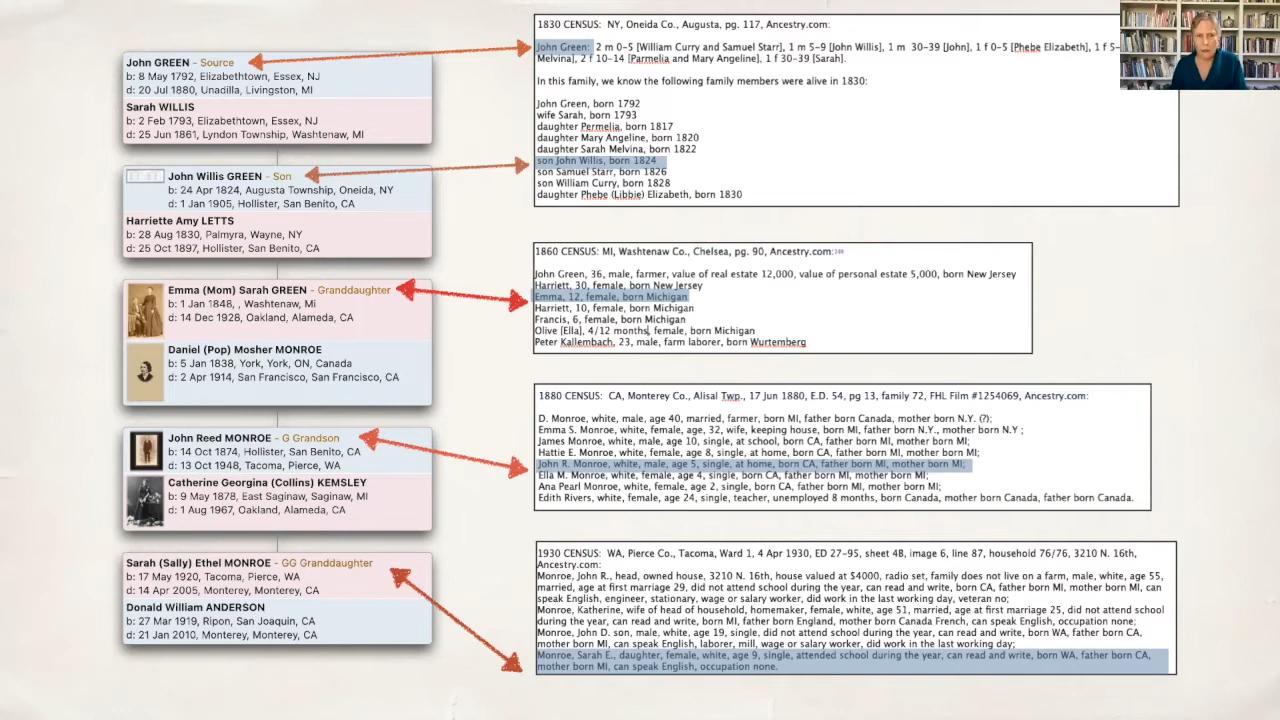 John GREEN - Source
b: 8 May 1792, Elizabethtown, Essex, NJ
d: 20 Jul 1880, Unadilla, Livingston, MI
Sarah WILLIS
b: 2 Feb 1793, Elizabethtown, Essex, NJ
d: 25 Jun 1861, Lyndon Township, Washtenaw, MI
John Willis GREEN - Son
b: 24 Apr 1824, Augusta Township, Oneida, NY
d: 1 Jan 1905, Hollister, San Benito, CA
Harriette Amy LETTS
b: 28 Aug 1830, Palmyra, Wayne, NY
d: 25 Oct 1897, Hollister, San Benito, CA
Emma (Mom) Sarah GREEN - Granddaughter
b: 1 Jan 1848, , Washtenaw, Mi
d: 14 Dec 1928, Oakland, Alameda, CA
Daniel (Pop) Mosher MONROE
b: 5 Jan 1838, York, York, ON, Canada
d: 2 Apr 1914, San Francisco, San Francisco, CA
John Reed MONROE - G Grandson
b: 14 Oct 1874, Hollister, San Benito, CA
d: 13 Oct 1948, Tacoma, Pierce, WA
Catherine Georgina (Collins) KEMSLEY
b: 9 May 1878, East Saginaw, Saginaw, MI
d: 1 Aug 1967, Oakland, Alameda, CA
Sarah (Sally) Ethel MONROE - GG Granddaughter
b: 17 May 1920, Tacoma, Pierce, WA
d: 14 Apr 2005, Monterey, Monterey, CA
Donald William ANDERSON
b: 27 Mar 1919, Ripon, San Joaquin, CA
d: 21 Jan 2010, Monterey, Monterey, CA
1830 CENSUS: NY, Oneida Co., Augusta, pg. 117, Ancestry.com:
John Green: 2 m 0-5 [William Curry and Samuel Starr], 1 m 5-9 [John Willis], 1 m 30-39 [John], 1 f 0-5 [Phebe Elizabeth], 1 f 5-
Melvina], 2 f 10-14 [Parmelia and Mary Angeline], 1 f 30-39 [Sarah].
In this family, we know the following family members were alive in 1830:
John Green, born 1792
wife Sarah, born 1793
daughter Permelia, born 1817
daughter Mary Angeline, born 1820
daughter Sarah Melvina, born 1822
son John Willis, born 1824
son Samuel Starr, born 1826
son William Curry, born 1828
daughter Phebe (Libbie) Elizabeth, born 1830
1860 CENSUS: MI, Washtenaw Co., Chelsea, pg. 90, Ancestry.com:
John Green, 36, male, farmer, value of real estate 12,000, value of personal estate 5,000, born New Jersey
Harriett, 30, female, born New Jersey
Emma, 12, female, born Michigan
Harriett, 10, female, born Michigan
Francis, 6, female, born Michigan
Olive [Ella], 4/12 months, female, born Michigan
Peter Kallembach, 23, male, farm laborer, born Wurtemberg
1880 CENSUS: CA, Monterey Co., Alisal Twp., 17 Jun 1880, E.D. 54, pg 13, family 72, FHL Film #1254069, Ancestry.com:
D. Monroe, white, male, age 40, married, farmer, born MI, father born Canada, mother born N.Y. (?);
Emma S. Monroe, white, female, age, 32, wife, keeping house, born MI, father born N.Y., mother born N.Y ;
James Monroe, white, male, age 10, single, at school, born CA, father born MI, mother born MI;
Hattie E. Monroe, white, female, age 8, single, at home, born CA, father born MI, mother born MI;
John R. Monroe, white, male, age 5, single, at home, born CA, father born MI, mother born MI;
Ella M. Monroe, white, female, age 4, single, born CA, father born MI, mother born MI;
Ana Pearl Monroe, white, female, age 2, single, born CA, father born MI, mother born MI;
Edith Rivers, white, female, age 24, single, teacher, unemployed 8 months, born Canada, mother born Canada, father born Canada.
1930 CENSUS: WA, Pierce Co., Tacoma, Ward 1, 4 Apr 1930, ED 27-95, sheet 4B, image 6, line 87, household 76/76, 3210 N. 16th,
Ancestry.com:
Monroe, John R., head, owned house, 3210 N. 16th, house valued at $4000, radio set, family does not live on a farm, male, white, age 55,
married, age at first marriage 29, did not attend school during the year, can read and write, born CA, father born MI, mother born MI, can
speak English, engineer, stationary, wage or salary worker, did work in the last working day, veteran no;
Monroe, Katherine, wife of head of household, homemaker, female, white, age 51, married, age at first marriage 25, did not attend school
during the year, can read and write, born MI, father born England, mother born Canada French, can speak English, occupation none;
Monroe, John D. son, male, white, age 19, single, did not attend school during the year, can read and write, born WA, father born CA,
mother born MI, can speak English, laborer, mill, wage or salary worker, did work in the last working day;
Monroe, Sarah E., daughter, female, white, age 9, single, attended school during the year, can read and write, born WA, father born CA,
mother born MI, can speak English, occupation none.